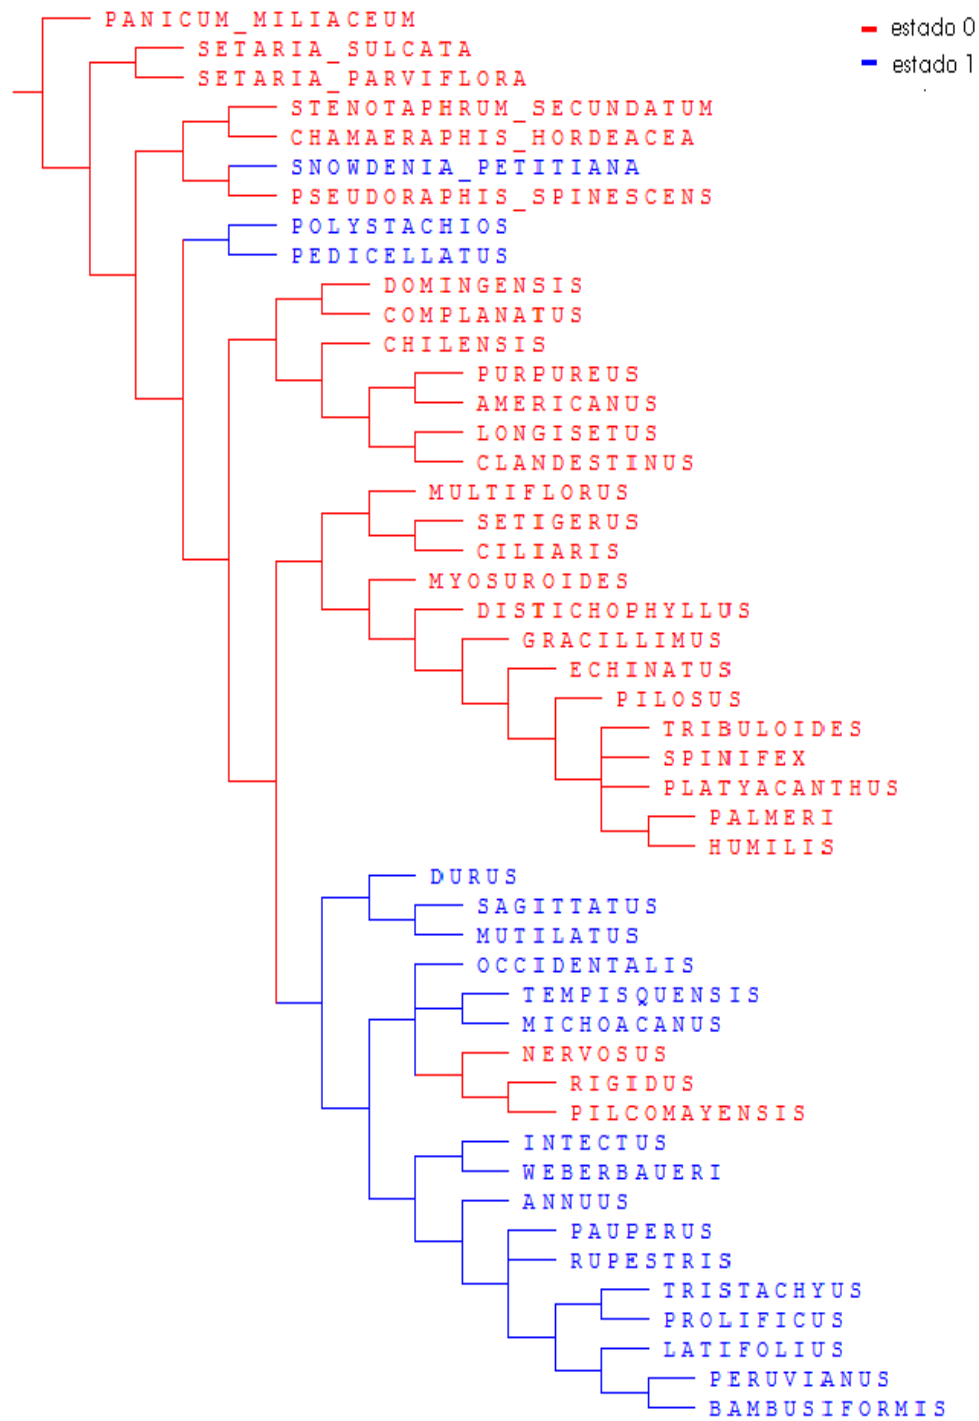 PANICUM_MILIACEUM
estado 0
SETARIA_SULCATA
estado 1
SETARIA_PARVIFLORA
STENOTAPHRUM_SECUNDATUM
CHAMAERAPHIS_HORDEACEA
SNOWDENIA_PETITIANA
PSEUDORAPHIS_SPINESCENS
POLYSTACHIOS
PEDICELLATUS
DOMINGENSIS
COMPLANATUS
CHILENSIS
PURPUREUS
AMERICANUS
LONGISETUS
CLANDESTINUS
MULTIFLORUS
SETIGERUS
CILIARIS
MYOSUROIDES
DISTICHOPHYLLUS
GRACILLIMUS
ECHINATUS
PILOSUS
TRIBULOIDES
SPINIFEX
PLATYACANTHUS
PALMERI
HUMILIS
DURUS
SAGITTATUS
MUTILATUS
OCCIDENTALIS
TEMPISQUENSIS
MICHOACANUS
NERVOSUS
RIGIDUS
PILCOMAYENSIS
INTECTUS
WEBERBAUERI
ANNUUS
PAUPERUS
RUPESTRIS
TRISTACHYUS
PROLIFICUS
LATIFOLIUS
PERUVIANUS
BAMBUSIFORMIS